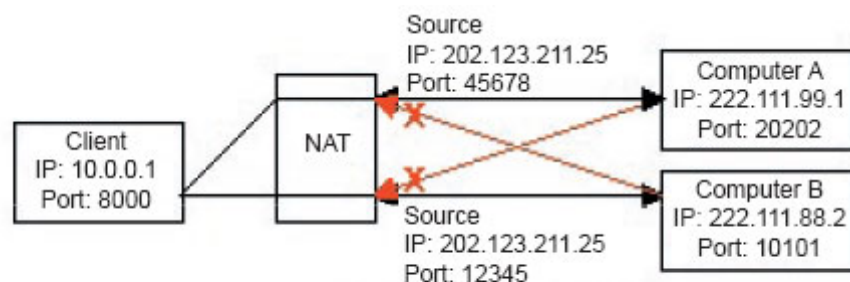 Source
IP: 202.123.211.25
Port: 45678
Computer A
IP: 222.111.99.1
Port: 20202
Client
IP: 10.0.0.1
Port: 8000
NAT
Computer B
IP: 222.111.88.2
Port: 10101
Source
IP: 202.123.211.25
Port: 12345